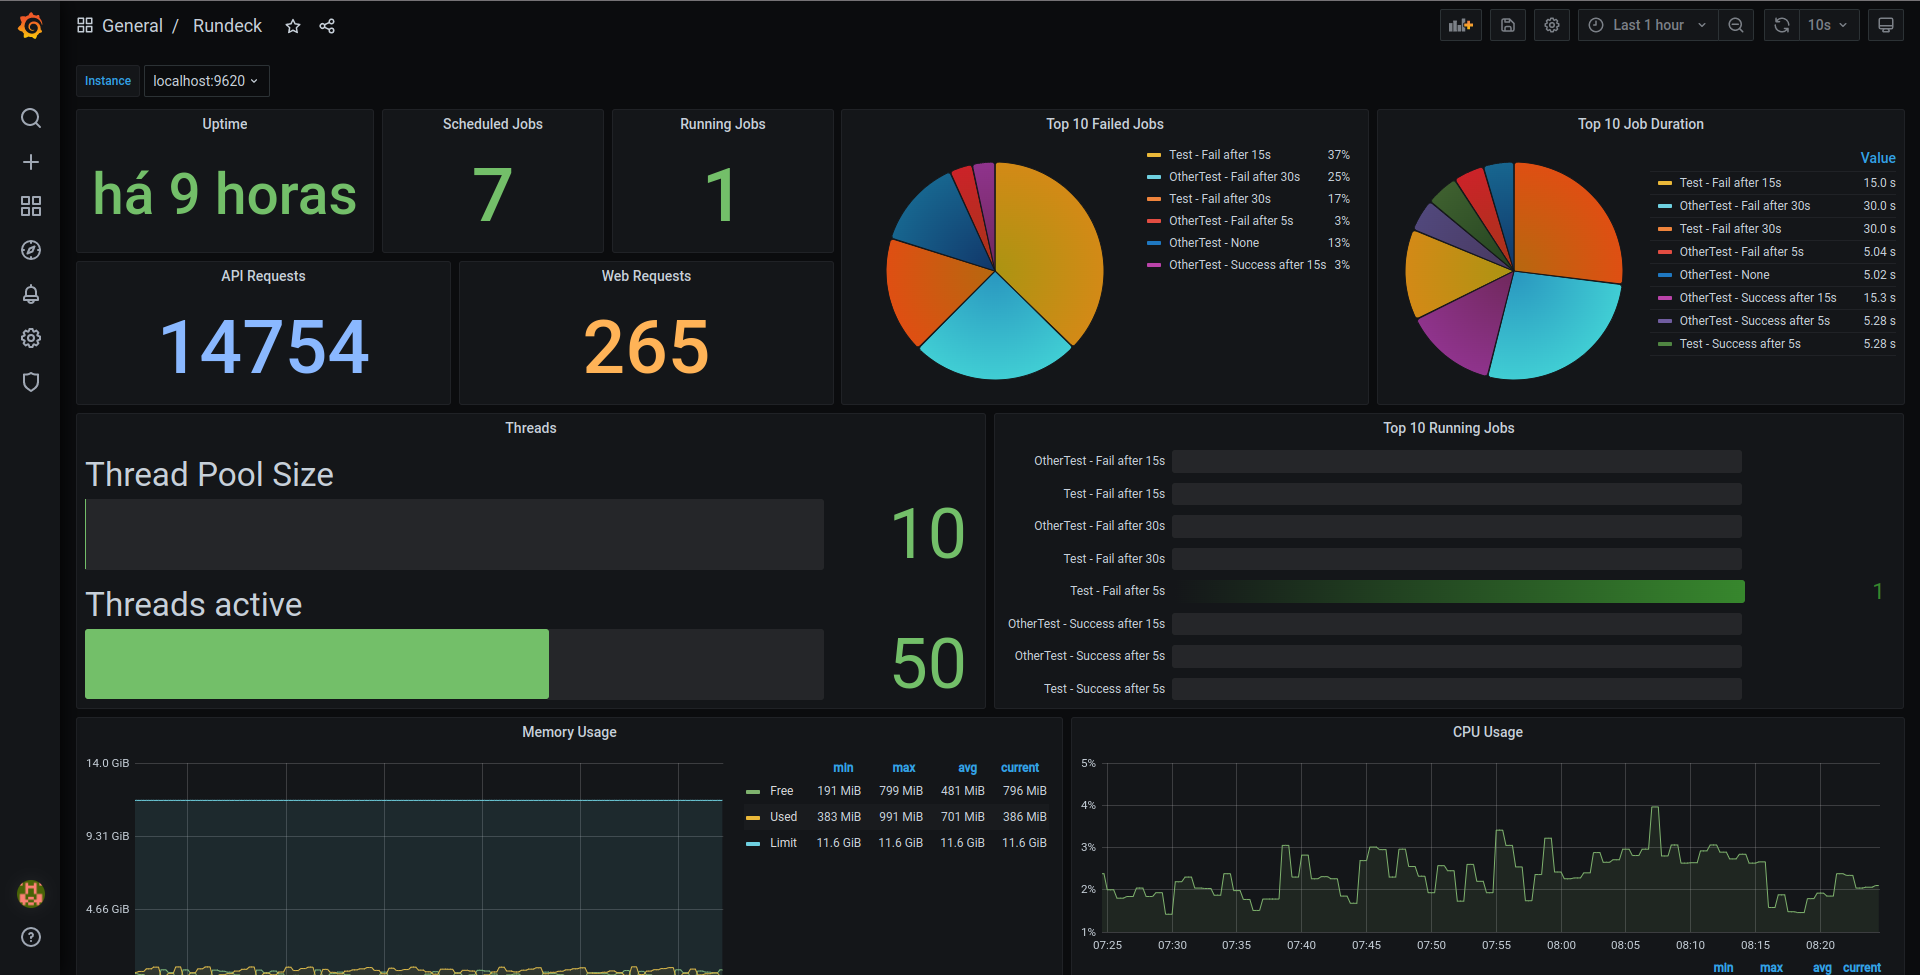 General / Rundeck
Last 1 hour
10s
Instance localhost:9620
Uptime
há 9 horas
Scheduled Jobs
7
Running Jobs
1
API Requests
14754
Web Requests
265
Top 10 Failed Jobs
Test - Fail after 15s 37%
OtherTest - Fail after 30s 25%
Test - Fail after 30s 17%
OtherTest - Fail after 5s 3%
OtherTest - None 13%
OtherTest - Success after 15s 3%
Top 10 Job Duration
Value
Test - Fail after 15s 15.0 s
OtherTest - Fail after 30s 30.0 s
Test - Fail after 30s 30.0 s
OtherTest - Fail after 5s 5.04 s
OtherTest - None 5.02 s
OtherTest - Success after 15s 15.3 s
OtherTest - Success after 5s 5.28 s
Test - Success after 5s 5.28 s
Threads
Thread Pool Size
10
Threads active
50
Top 10 Running Jobs
OtherTest - Fail after 15s
Test - Fail after 15s
OtherTest - Fail after 30s
Test - Fail after 30s
Test - Fail after 5s 1
OtherTest - Success after 15s
OtherTest - Success after 5s
Test - Success after 5s
Memory Usage
14.0 GiB
9.31 GiB
4.66 GiB
min max avg current
Free 191 MiB 799 MiB 481 MiB 796 MiB
Used 383 MiB 991 MiB 701 MiB 386 MiB
Limit 11.6 GiB 11.6 GiB 11.6 GiB 11.6 GiB
CPU Usage
5%
4%
3%
2%
1%
07:25 07:30 07:35 07:40 07:45 07:50 07:55 08:00 08:05 08:10 08:15 08:20
min max avg current